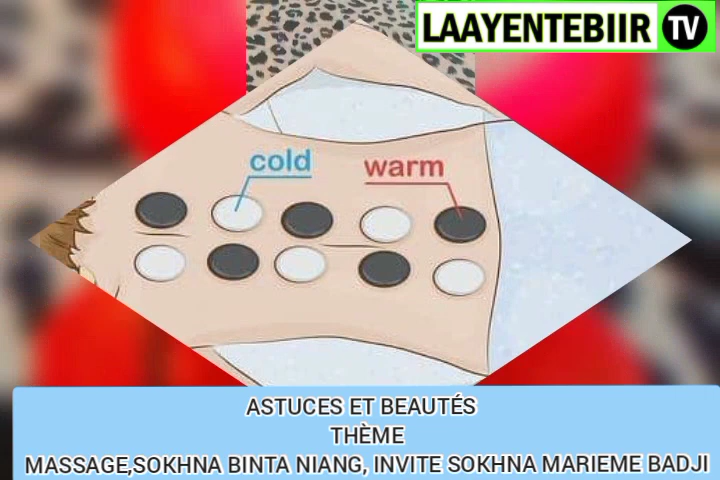 LAAYENTEBIIR TV
cold
warm
ASTUCES ET BEAUTÉS
THÈME
MASSAGE,SOKHNA BINTA NIANG, INVITE SOKHNA MARIEME BADJI